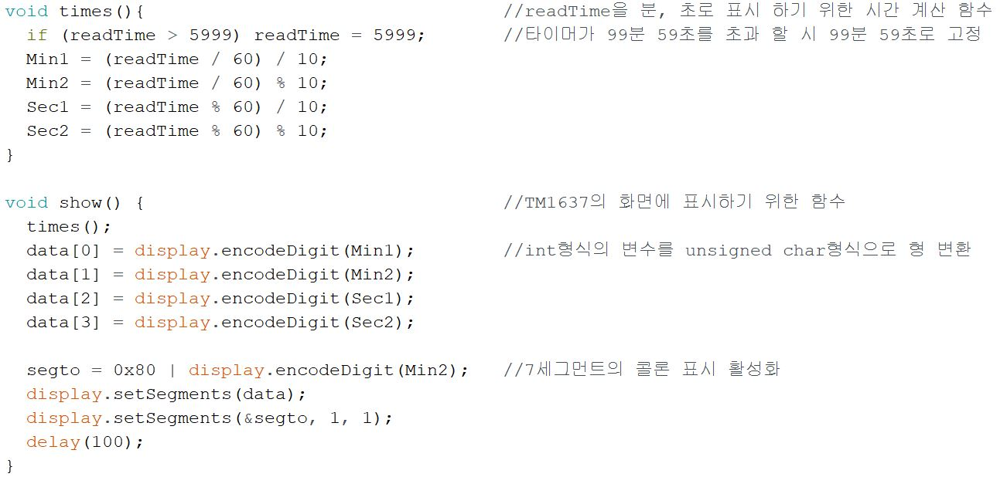 void times(){ //readTime을 분, 초로 표시 하기 위한 시간 계산 함수
if (readTime > 5999) readTime = 5999; //타이머가 99분 59초를 초과 할 시 99분 59초로 고정
Min1 = (readTime / 60) / 10;
Min2 = (readTime / 60) % 10;
Sec1 = (readTime % 60) / 10;
Sec2 = (readTime % 60) % 10;
}
void show() { //TM1637의 화면에 표시하기 위한 함수
times();
data[0] = display.encodeDigit(Min1); //int형식의 변수를 unsigned char형식으로 형 변환
data[1] = display.encodeDigit(Min2);
data[2] = display.encodeDigit(Sec1);
data[3] = display.encodeDigit(Sec2);
segto = 0x80 | display.encodeDigit(Min2); //7세그먼트의 콜론 표시 활성화
display.setSegments(data);
display.setSegments(&segto, 1, 1);
delay(100);
}